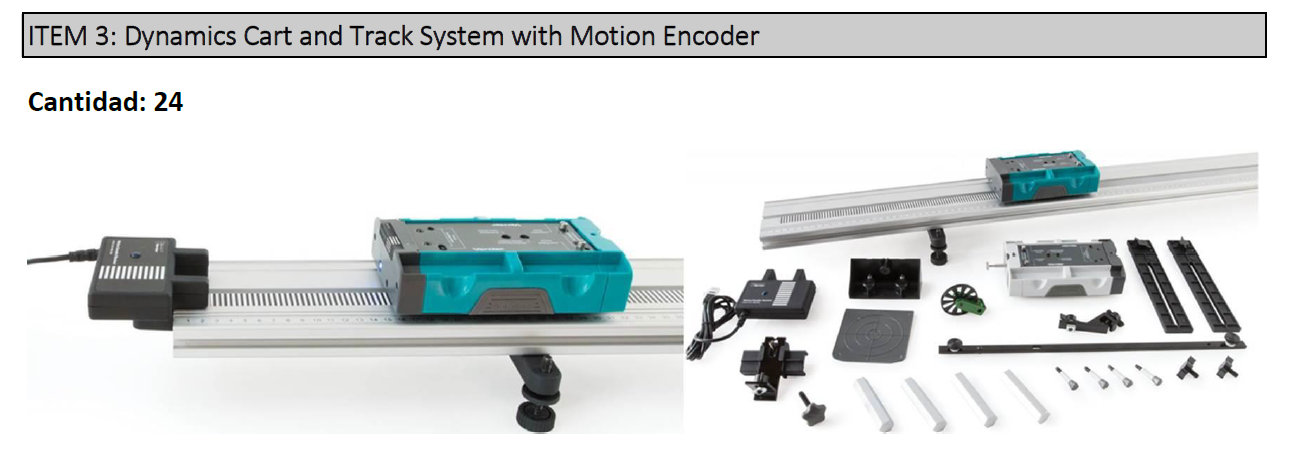 ITEM 3: Dynamics Cart and Track System with Motion Encoder
Cantidad: 24